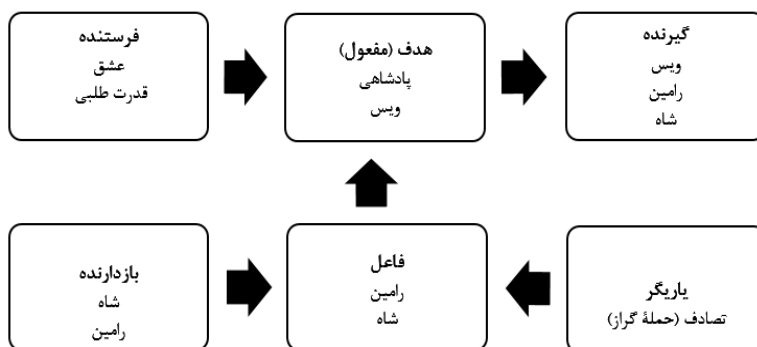 فرستنده
عشق
قدرت طلبی
هدف (مفعول)
پادشاهی
ویس
گیرنده
ویس
رامین
شاه
بازدارنده
شاه
رامین
فاعل
رامین
شاه
یاریگر
تصادف (حملۀ گراز)